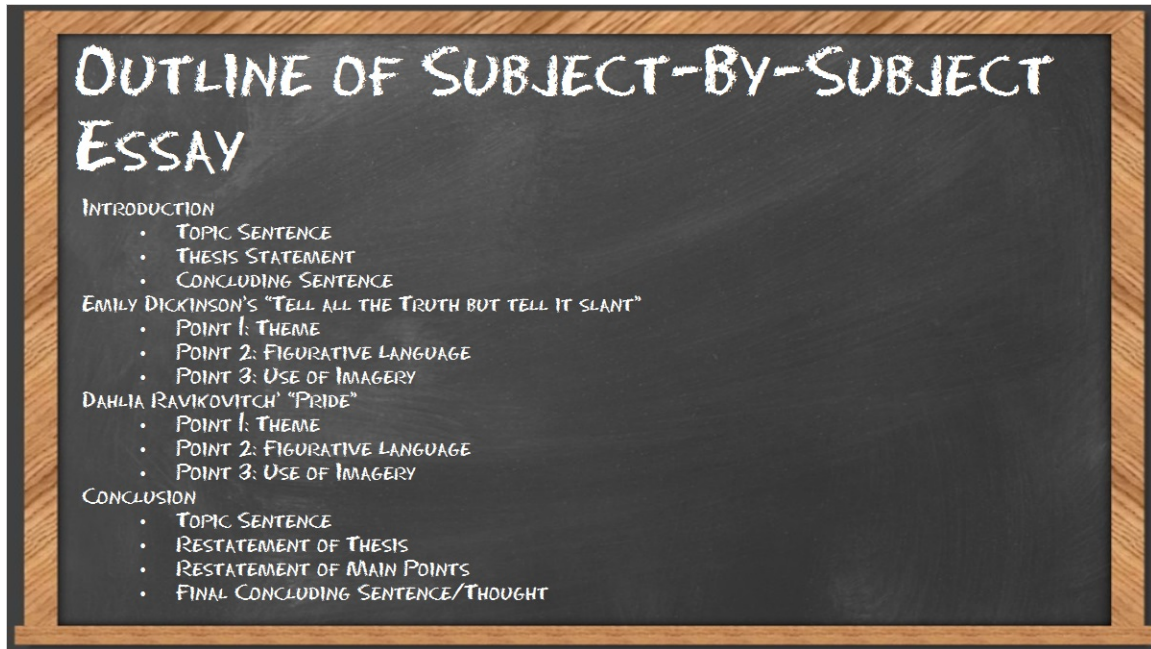 Outline of Subject-By-Subject
Essay
Introduction
• Topic Sentence
• Thesis Statement
• Concluding Sentence
Emily Dickinson's "Tell all the Truth but tell it slant"
• Point 1: Theme
• Point 2: Figurative Language
• Point 3: Use of Imagery
Dahlia Ravikovitch' "Pride"
• Point 1: Theme
• Point 2: Figurative Language
• Point 3: Use of Imagery
Conclusion
• Topic Sentence
• Restatement of Thesis
• Restatement of Main Points
• Final Concluding Sentence/Thought